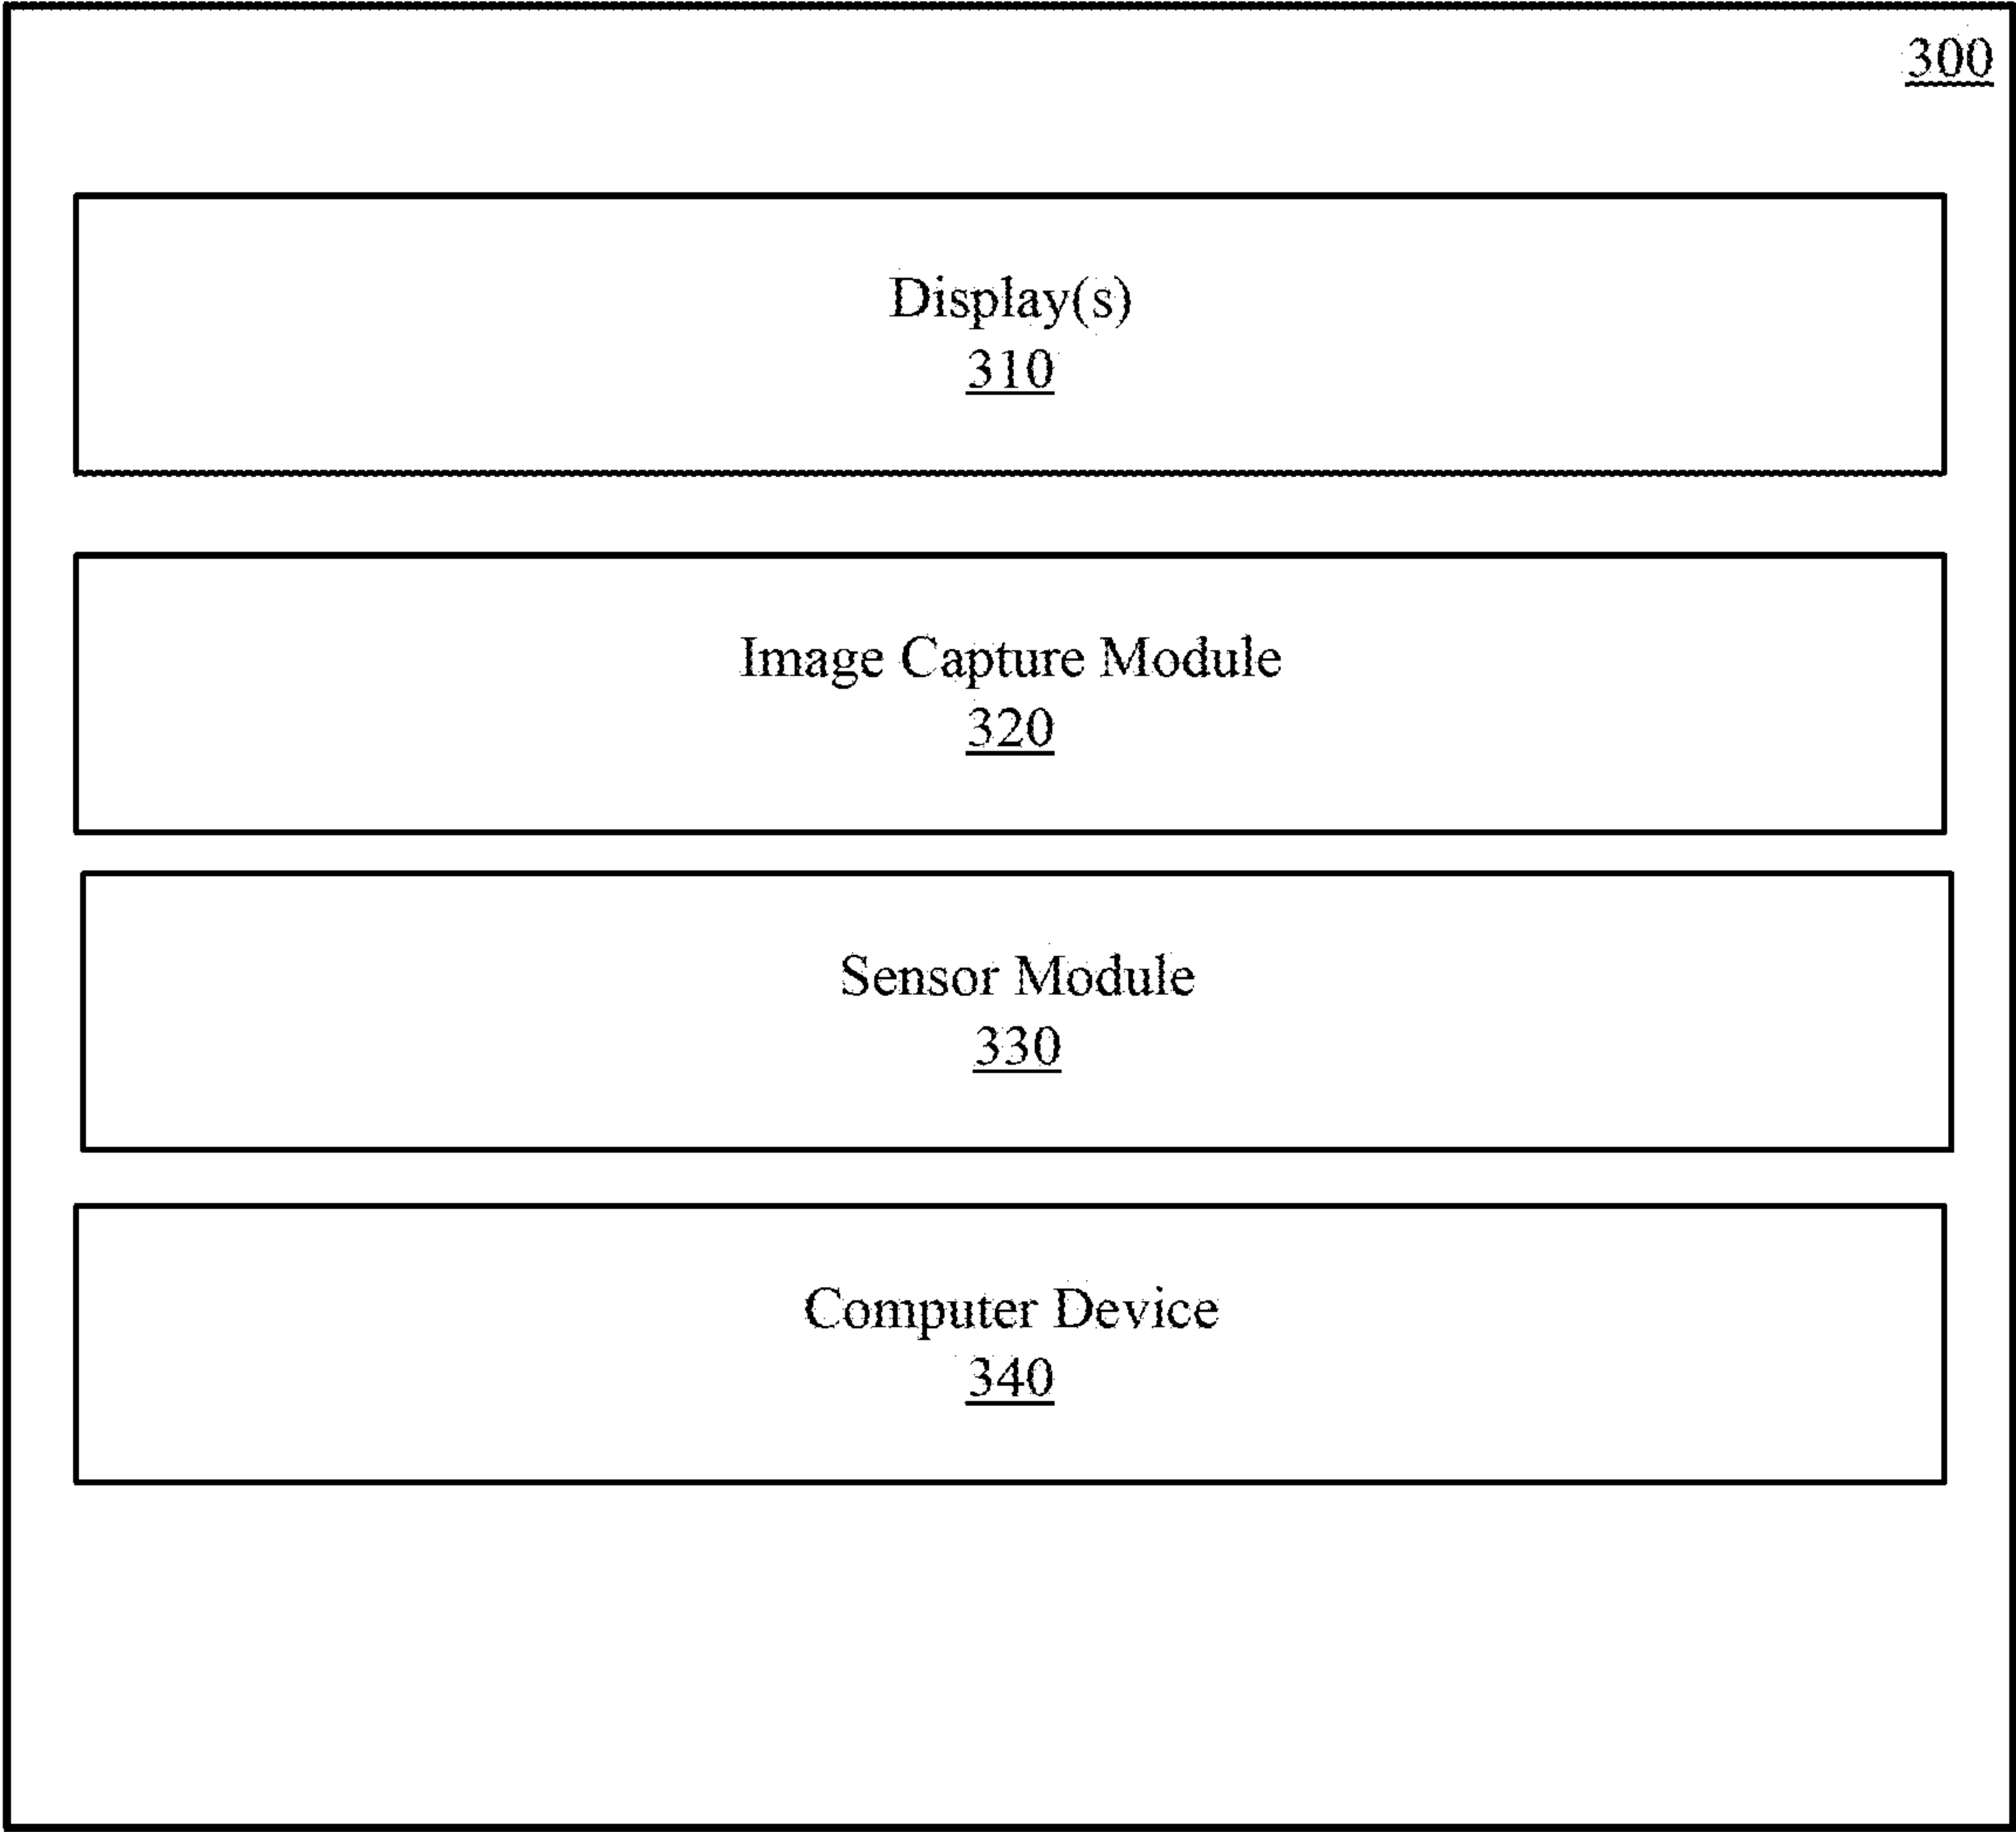 300
Display(s)
310
Image Capture Module
320
Sensor Module
330
Computer Device
340